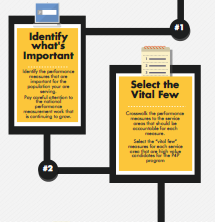 #1
Identify
what's
Important
Identify the performance
measures that are
important for the
population your are
serving.
Pay careful attention to
the national
performance
measurement work that
is continuing to grow.
Select the
Vital Few
Crosswalk the performance
measures to the service
areas that should be
accountable for each
measure.
Select the "vital few"
measures for each service
area that are high value
candidates for the P4P
program
#2